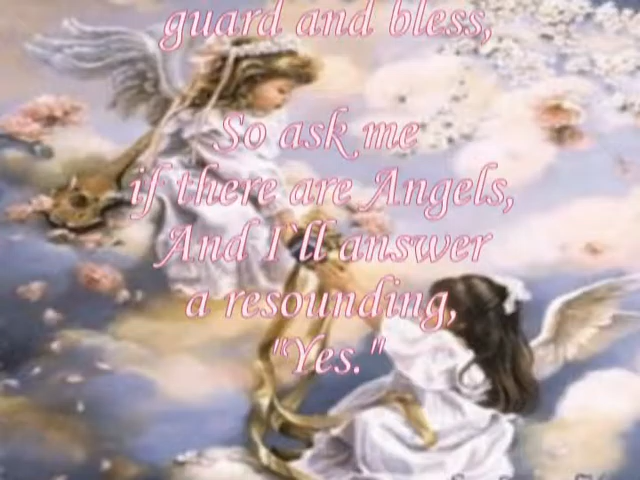 guard and bless,
So ask me
if there are Angels,
And I`ll answer
a resounding,
"Yes."